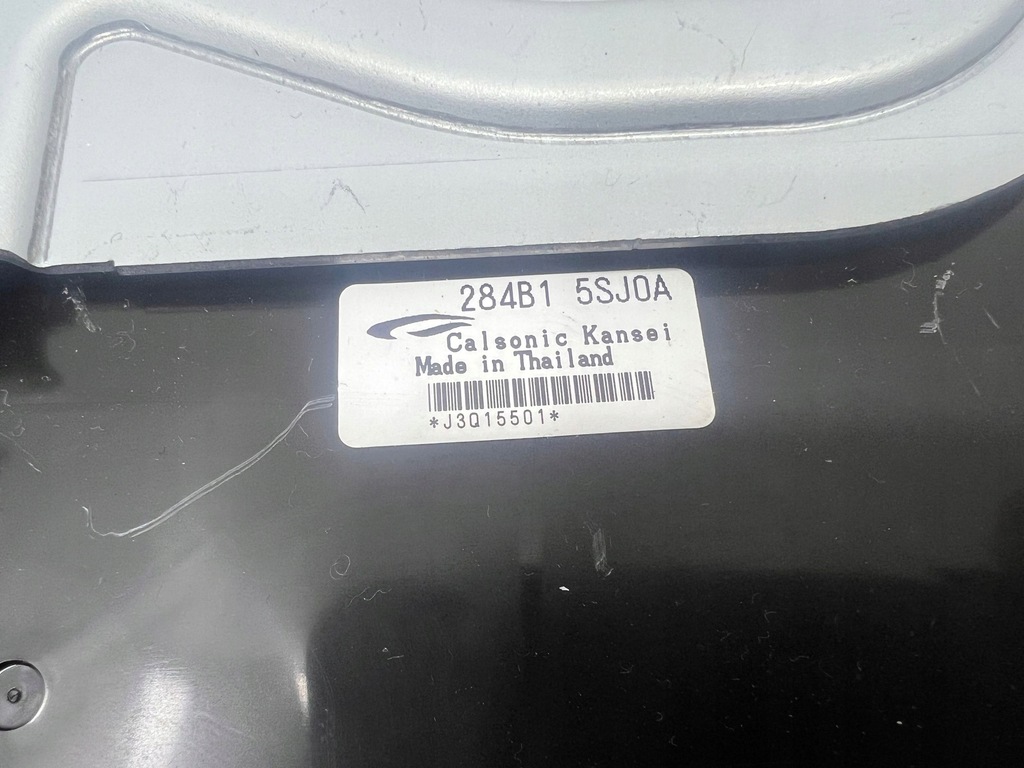 284B1 5SJ0A
Calsonic Kansei
Made in Thailand
*J3Q15501*